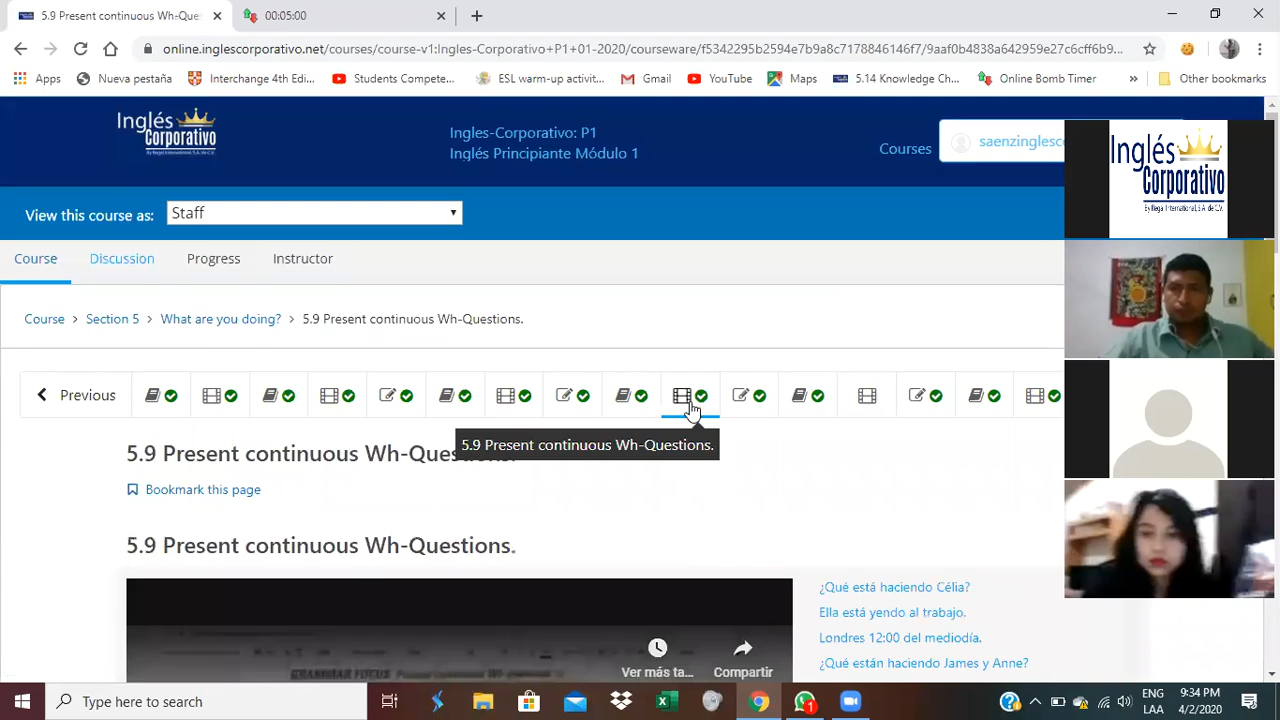 5.9 Present continuous Wh-Ques
00:05:00
online.inglescorporativo.net/courses/course-v1:Ingles-Corporativo+P1+01-2020/courseware/f5342295b2594e7b9a8c7178846146f7/9aaf0b4838a642959e27c6cff6b9...
Apps
Nueva pestaña
Interchange 4th Edi...
Students Compete...
ESL warm-up activit...
Gmail
YouTube
Maps
5.14 Knowledge Ch...
Online Bomb Timer
»
Other bookmarks
Inglés
Corporativo
Ingles-Corporativo: P1
Inglés Principiante Módulo 1
Courses
saenzinglesco
Inglés
Corporativo
View this course as:
Staff
Course
Discussion
Progress
Instructor
Course > Section 5 > What are you doing? > 5.9 Present continuous Wh-Questions.
Previous
5.9 Present continuous Wh-Questions.
5.9 Present continuous Wh-Questions.
Bookmark this page
5.9 Present continuous Wh-Questions.
¿Qué está haciendo Célia?
Ella está yendo al trabajo.
Londres 12:00 del mediodía.
¿Qué están haciendo James y Anne?
Ver más ta...
Compartir
GRAMMAR FOCUS
Type here to search
1
ENG
LAA
9:34 PM
4/2/2020